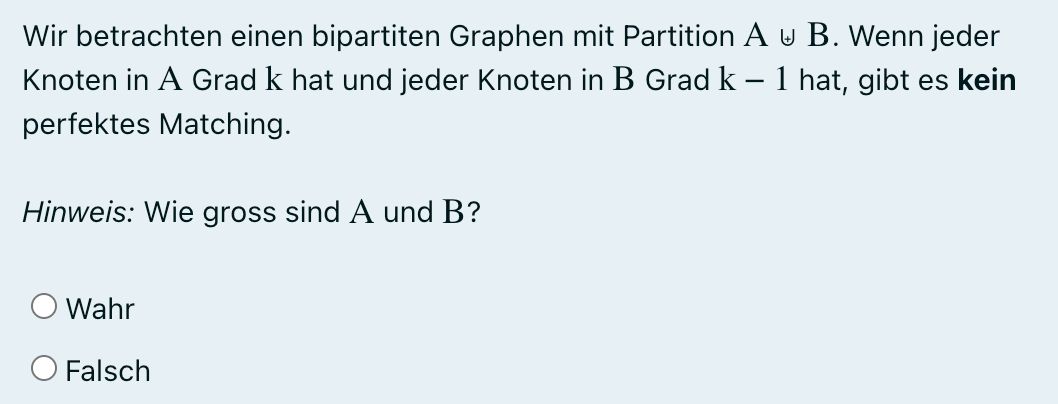 Wir betrachten einen bipartiten Graphen mit Partition A ⊎ B. Wenn jeder
Knoten in A Grad k hat und jeder Knoten in B Grad k − 1 hat, gibt es kein
perfektes Matching.
Hinweis: Wie gross sind A und B?
Wahr
Falsch